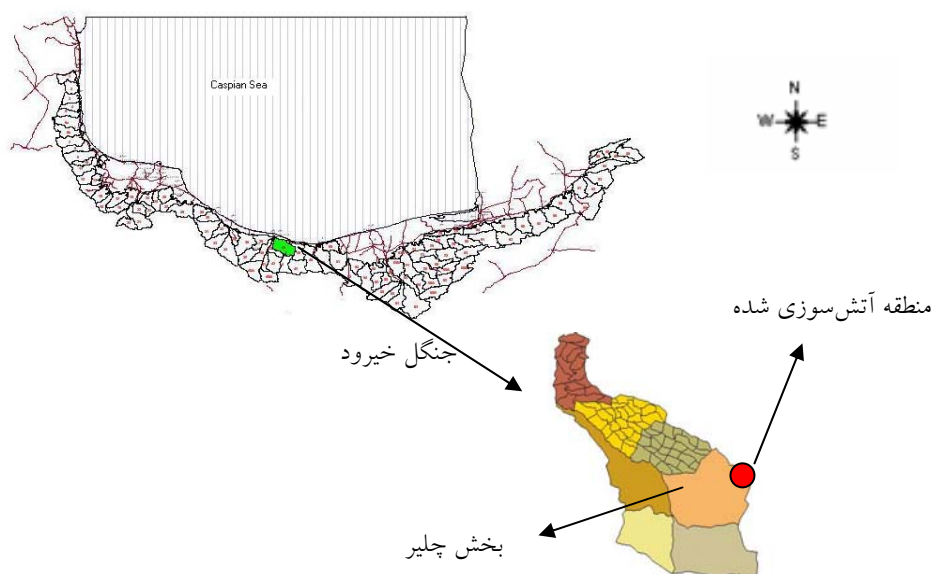 Caspian Sea
N
W E
S
منطقه آتش‌سوزی شده
جنگل خیرود
بخش چلیر